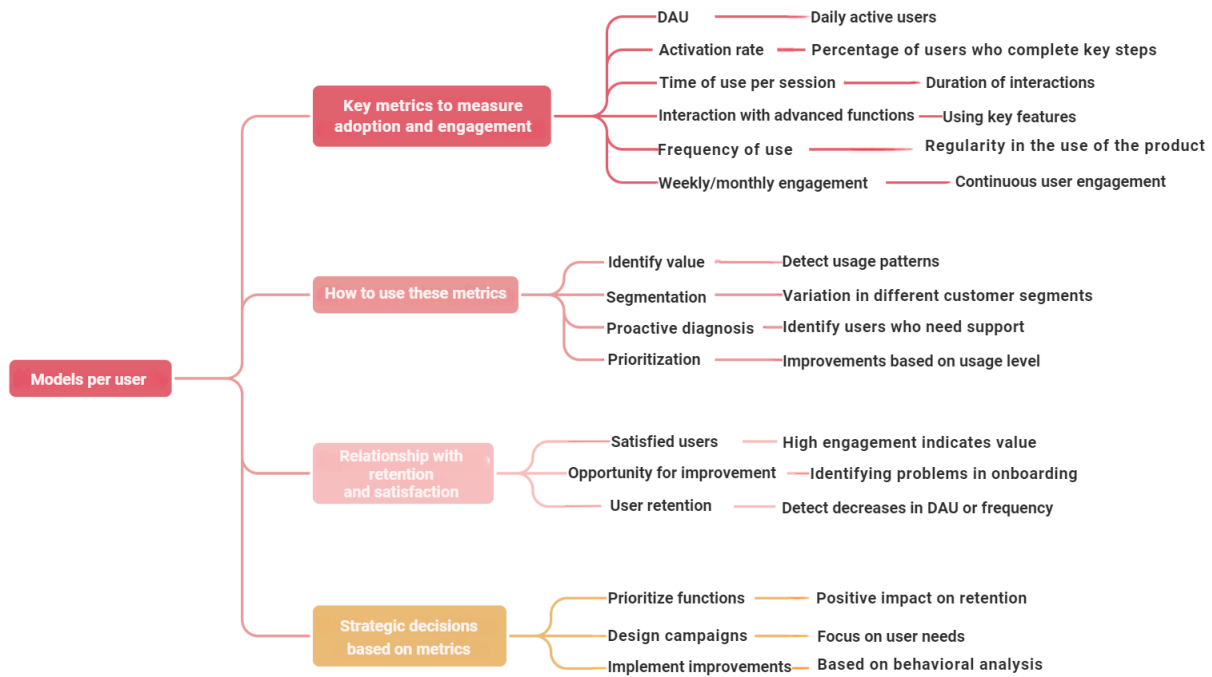 Models per user
Key metrics to measure
adoption and engagement
DAU
Daily active users
Activation rate
Percentage of users who complete key steps
Time of use per session
Duration of interactions
Interaction with advanced functions
Using key features
Frequency of use
Regularity in the use of the product
Weekly/monthly engagement
Continuous user engagement
How to use these metrics
Identify value
Detect usage patterns
Segmentation
Variation in different customer segments
Proactive diagnosis
Identify users who need support
Prioritization
Improvements based on usage level
Relationship with
retention
and satisfaction
Satisfied users
High engagement indicates value
Opportunity for improvement
Identifying problems in onboarding
User retention
Detect decreases in DAU or frequency
Strategic decisions
based on metrics
Prioritize functions
Positive impact on retention
Design campaigns
Focus on user needs
Implement improvements
Based on behavioral analysis